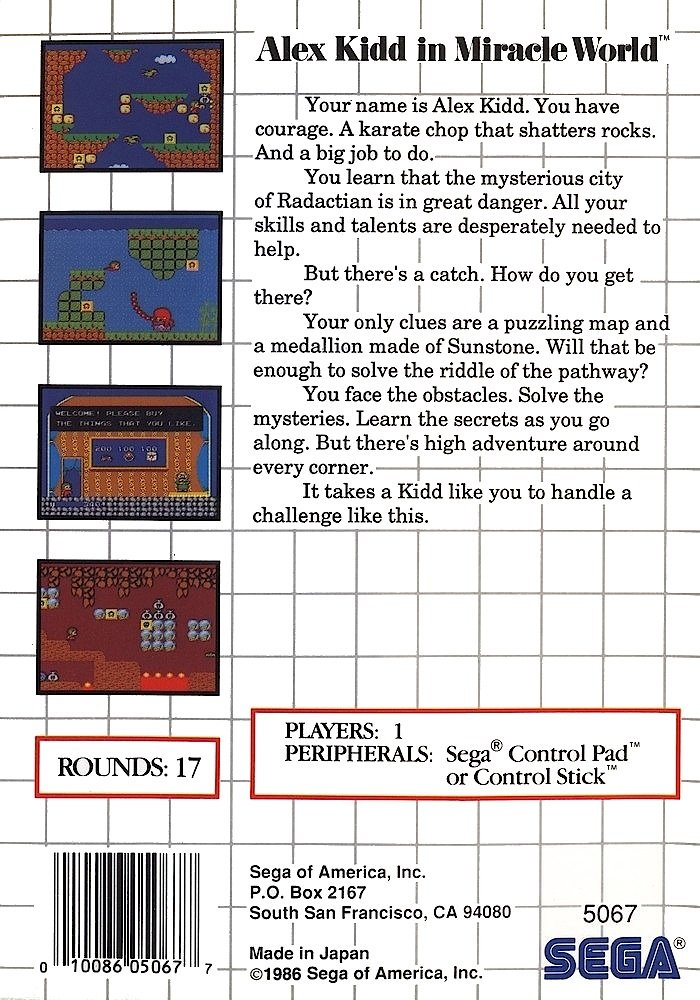 Alex Kidd in Miracle World™
Your name is Alex Kidd. You have
courage. A karate chop that shatters rocks.
And a big job to do.
You learn that the mysterious city
of Radactian is in great danger. All your
skills and talents are desperately needed to
help.
But there's a catch. How do you get
there?
Your only clues are a puzzling map and
a medallion made of Sunstone. Will that be
enough to solve the riddle of the pathway?
You face the obstacles. Solve the
mysteries. Learn the secrets as you go
along. But there's high adventure around
every corner.
It takes a Kidd like you to handle a
challenge like this.
WELCOME! PLEASE BUY
THE THINGS THAT YOU LIKE.
200 100 100
ROUNDS: 17
PLAYERS: 1
PERIPHERALS: Sega® Control Pad™
or Control Stick™
0 10086 05067 7
Sega of America, Inc.
P.O. Box 2167
South San Francisco, CA 94080
Made in Japan
©1986 Sega of America, Inc.
5067
SEGA®